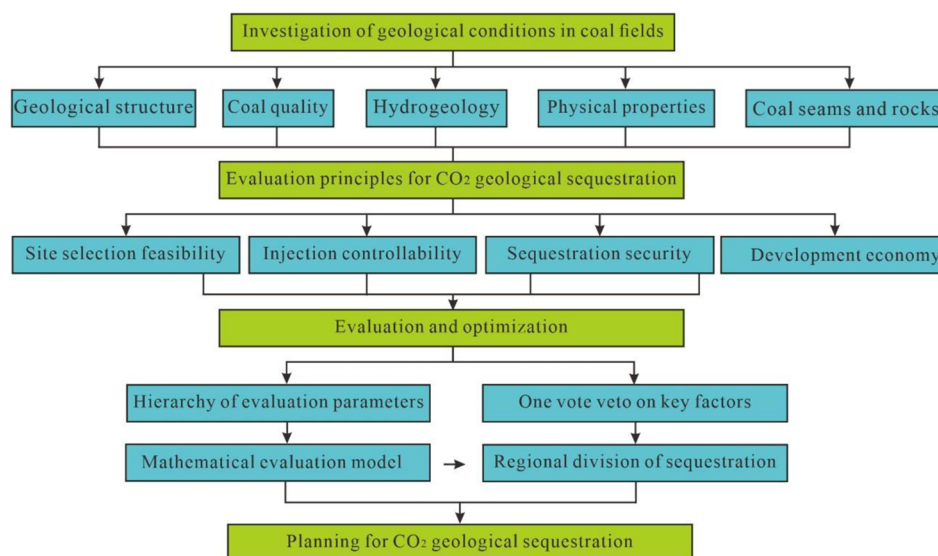 Investigation of geological conditions in coal fields
Geological structure
Coal quality
Hydrogeology
Physical properties
Coal seams and rocks
Evaluation principles for CO₂ geological sequestration
Site selection feasibility
Injection controllability
Sequestration security
Development economy
Evaluation and optimization
Hierarchy of evaluation parameters
One vote veto on key factors
Mathematical evaluation model
Regional division of sequestration
Planning for CO₂ geological sequestration